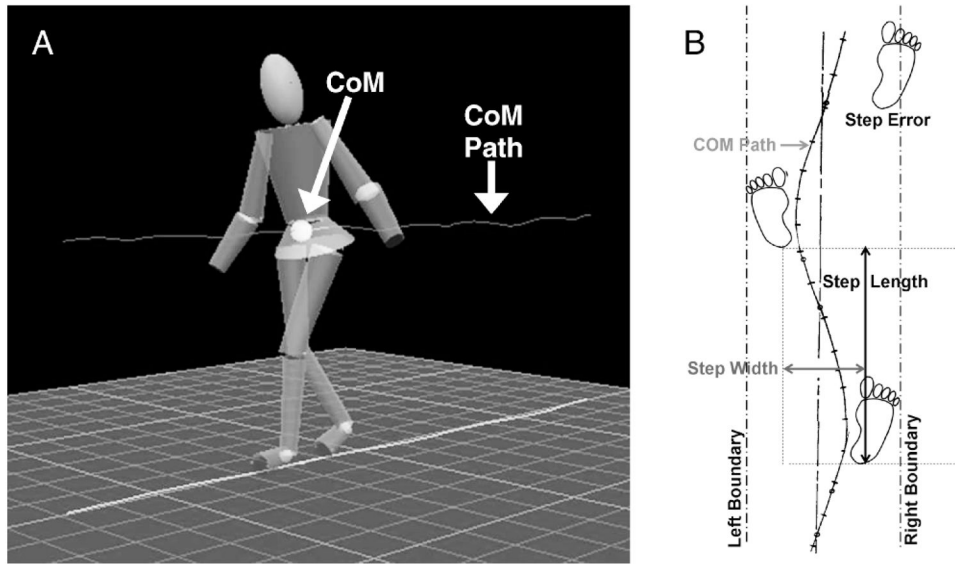 A
CoM
CoM
Path
B
Step Error
COM Path
Step Length
Step Width
Left Boundary
Right Boundary